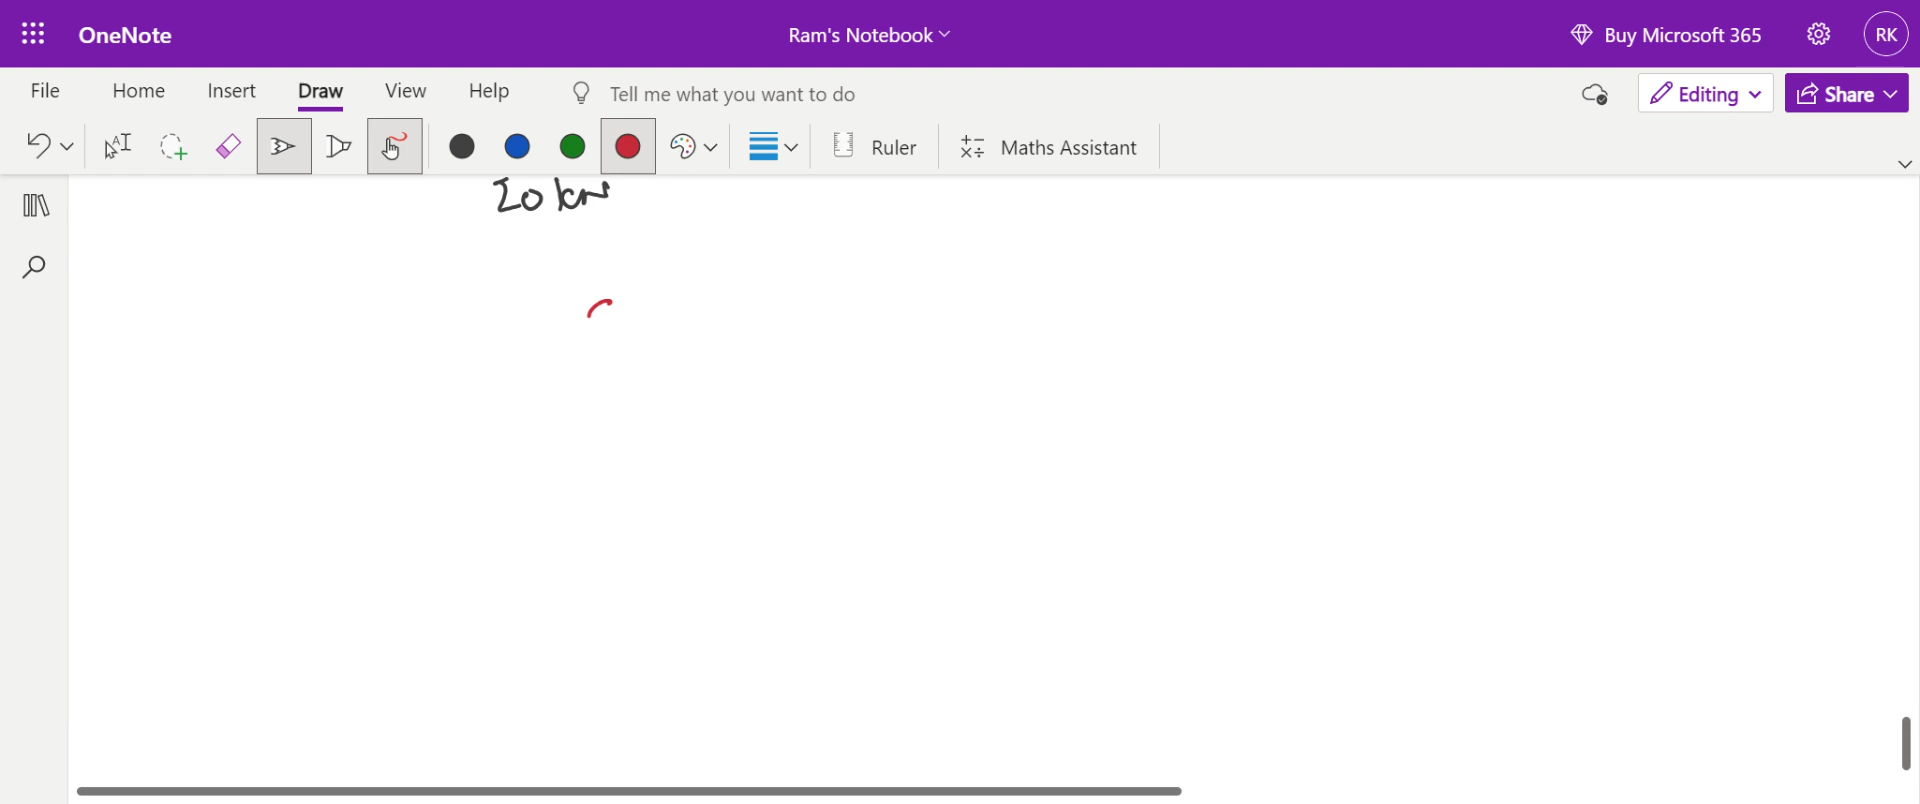 OneNote
Ram's Notebook
Buy Microsoft 365
RK
File Home Insert Draw View Help Tell me what you want to do
Editing Share
AI Ruler Maths Assistant
20 km